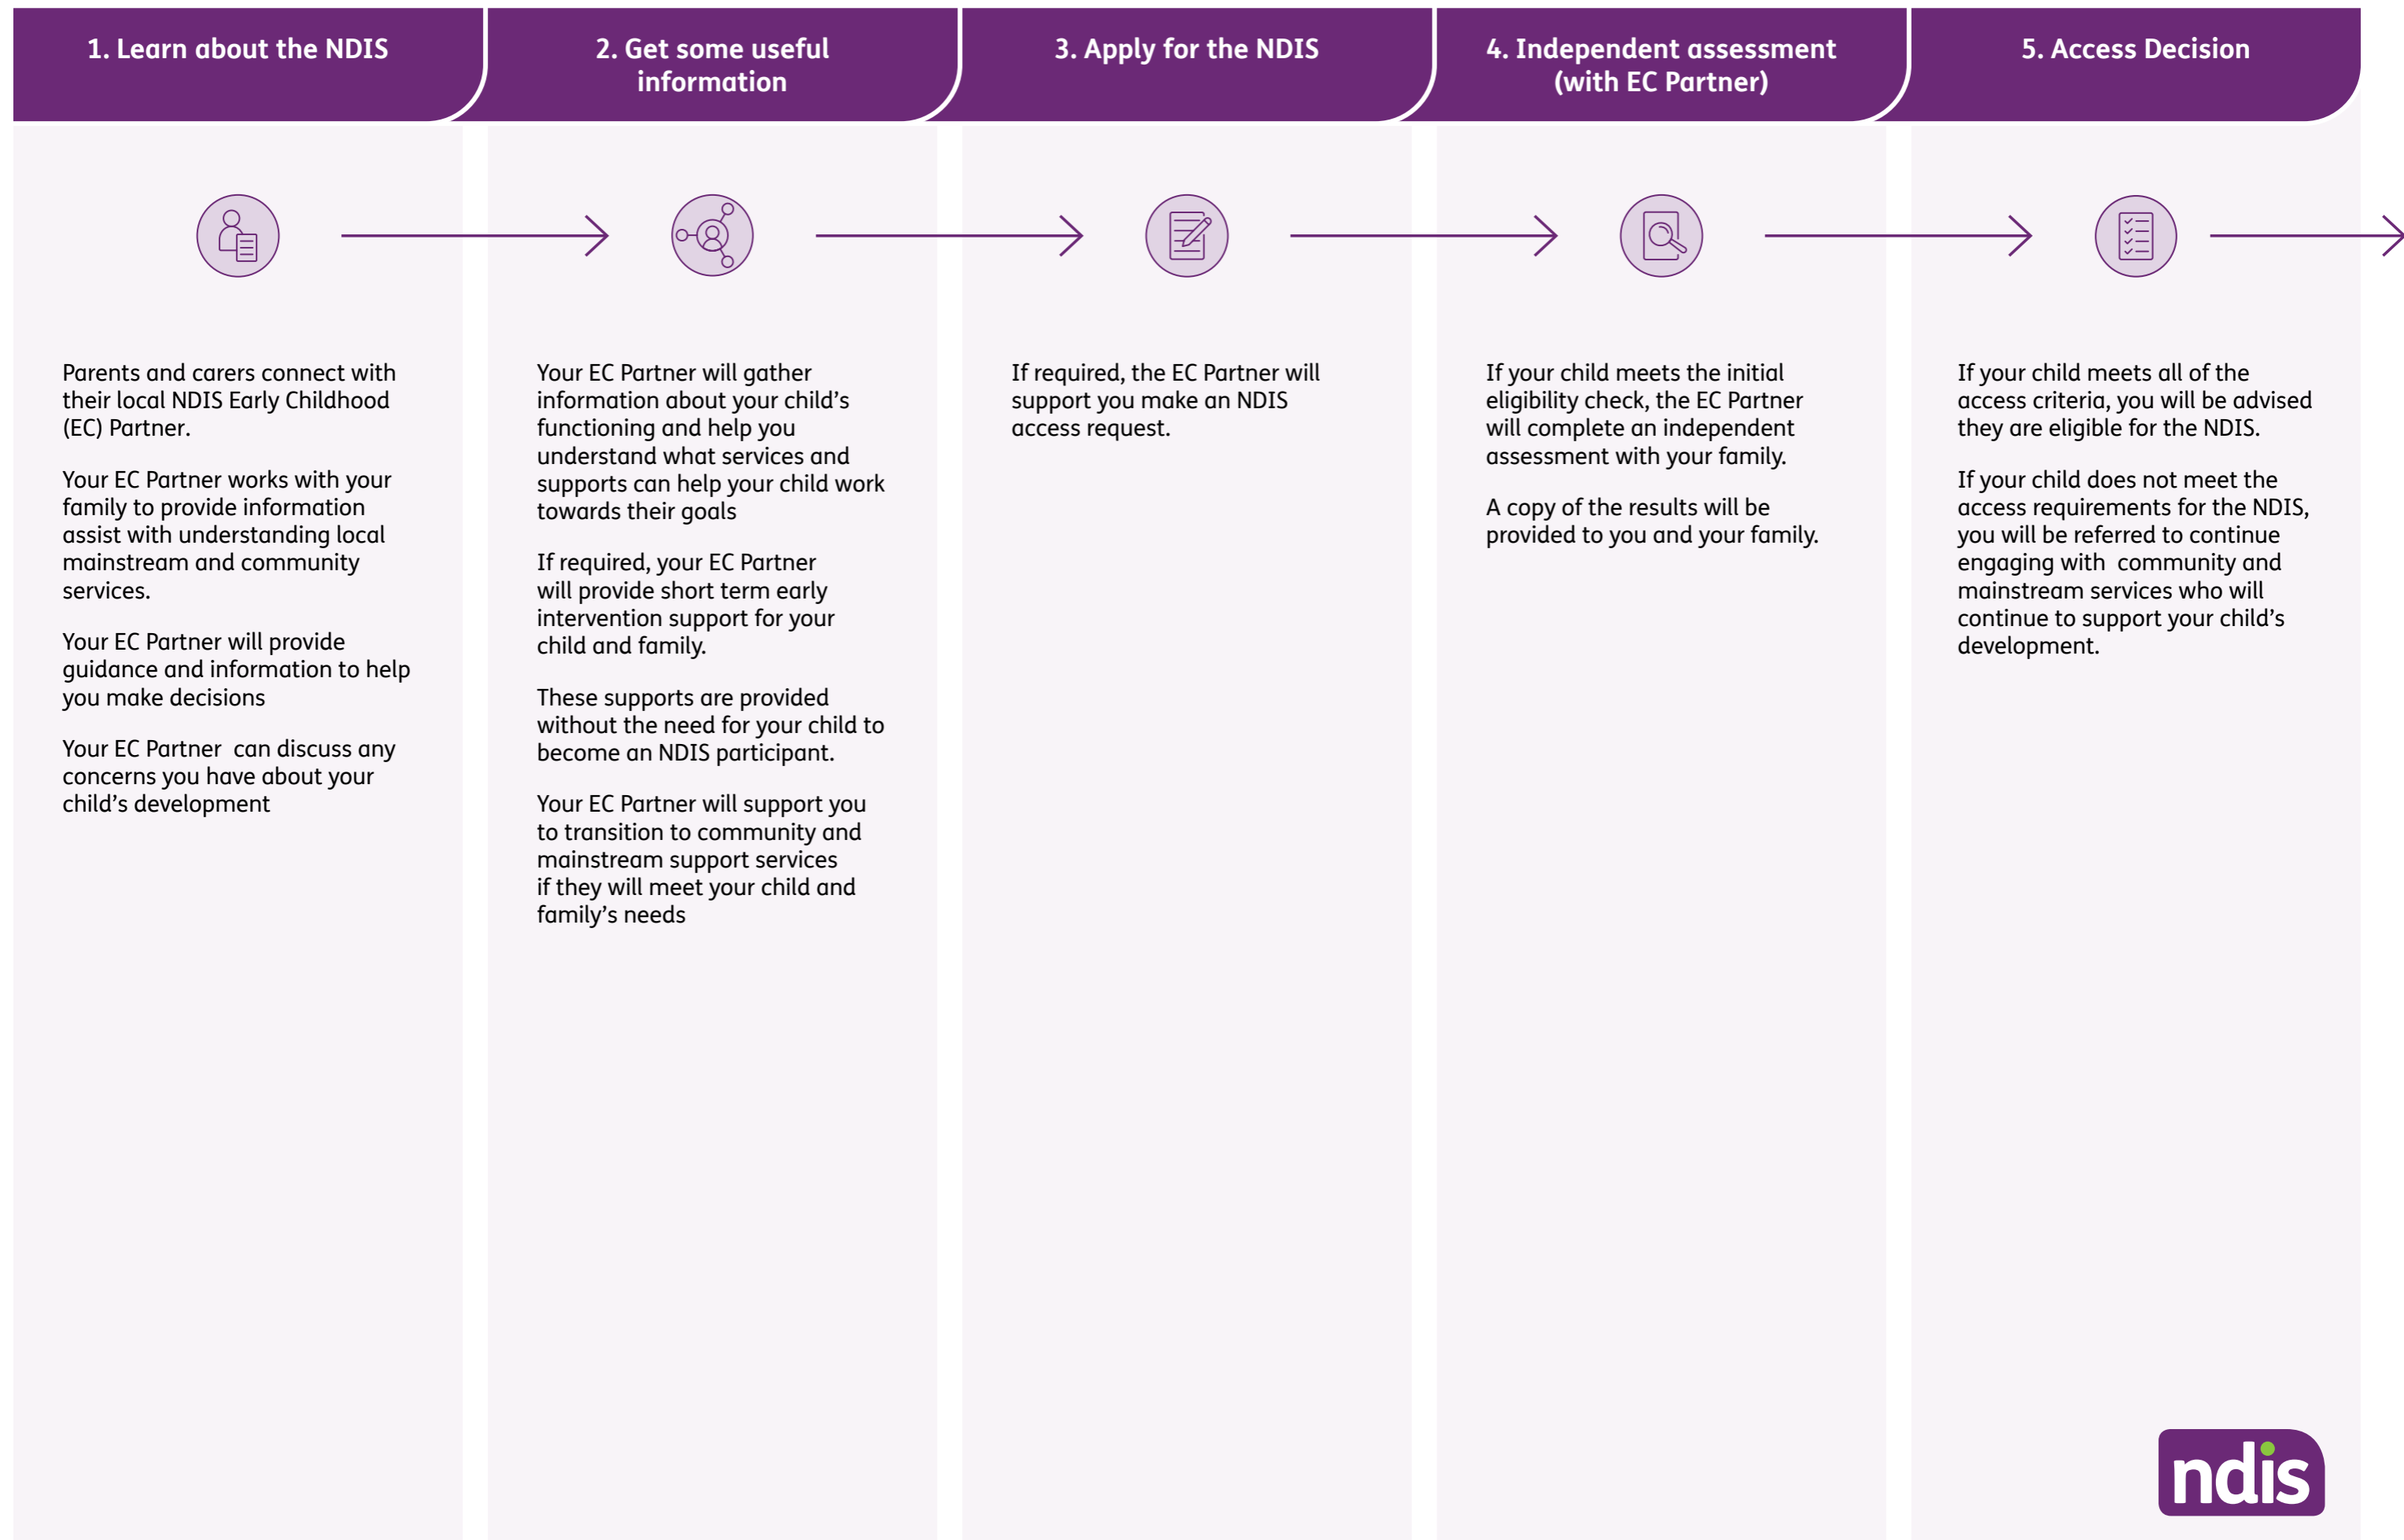 1. Learn about the NDIS
Parents and carers connect with
their local NDIS Early Childhood
(EC) Partner.
Your EC Partner works with your
family to provide information
assist with understanding local
mainstream and community
services.
Your EC Partner will provide
guidance and information to help
you make decisions
Your EC Partner  can discuss any
concerns you have about your
child's development
2. Get some useful
information
Your EC Partner will gather
information about your child's
functioning and help you
understand what services and
supports can help your child work
towards their goals
If required, your EC Partner
will provide short term early
intervention support for your
child and family.
These supports are provided
without the need for your child to
become an NDIS participant.
Your EC Partner will support you
to transition to community and
mainstream support services
if they will meet your child and
family's needs
3. Apply for the NDIS
If required, the EC Partner will
support you make an NDIS
access request.
4. Independent assessment
(with EC Partner)
If your child meets the initial
eligibility check, the EC Partner
will complete an independent
assessment with your family.
A copy of the results will be
provided to you and your family.
5. Access Decision
If your child meets all of the
access criteria, you will be advised
they are eligible for the NDIS.
If your child does not meet the
access requirements for the NDIS,
you will be referred to continue
engaging with  community and
mainstream services who will
continue to support your child's
development.
ndis